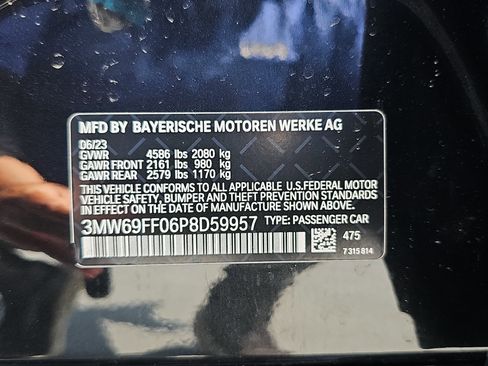 MFD BY BAYERISCHE MOTOREN WERKE AG
06/23
GVWR 4586 lbs 2080 kg
GAWR FRONT 2161 lbs 980 kg
GAWR REAR 2579 lbs 1170 kg
THIS VEHICLE CONFORMS TO ALL APPLICABLE U.S.FEDERAL MOTOR
VEHICLE SAFETY, BUMPER AND THEFT PREVENTION STANDARDS
IN EFFECT ON THE DATE OF MANUFACTURE SHOWN ABOVE.
3MW69FF06P8D59957 TYPE: PASSENGER CAR
475
7 315 814